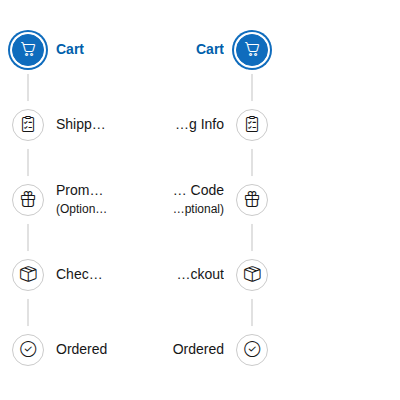 Cart
Shipp…
Prom…
(Option…
Chec…
Ordered
Cart
…g Info
… Code
…ptional)
…ckout
Ordered